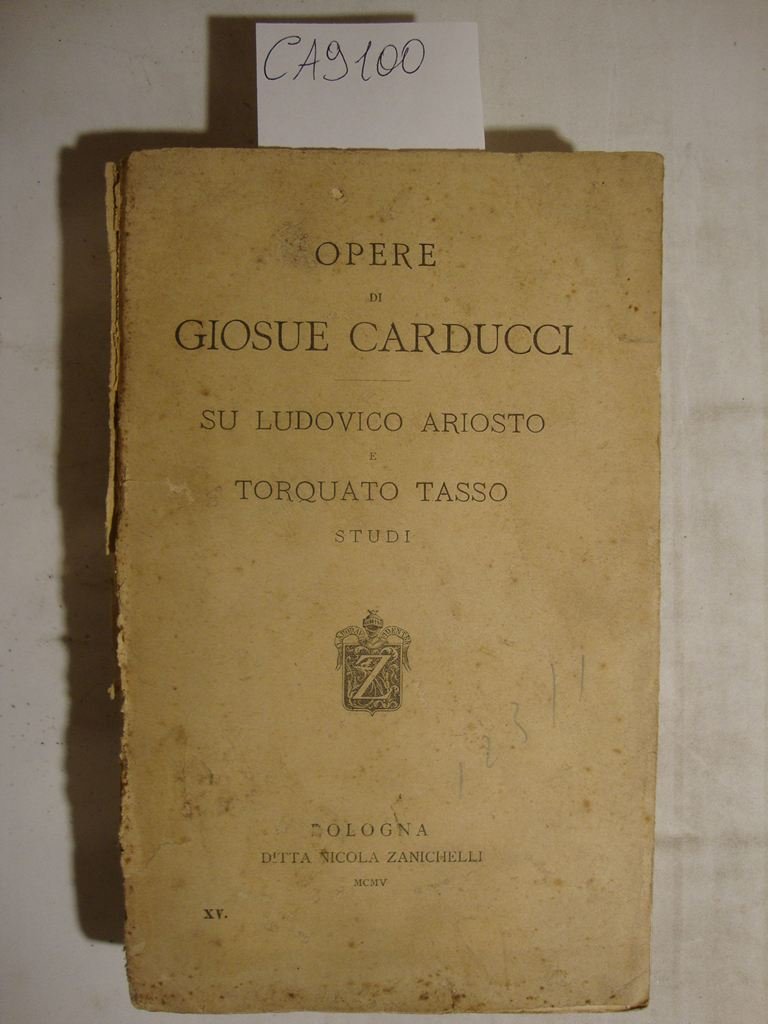 CA9100
OPERE
DI
GIOSUE CARDUCCI
SU LUDOVICO ARIOSTO
E
TORQUATO TASSO
STUDI
Z
BOLOGNA
DITTA NICOLA ZANICHELLI
MCMV
XV.